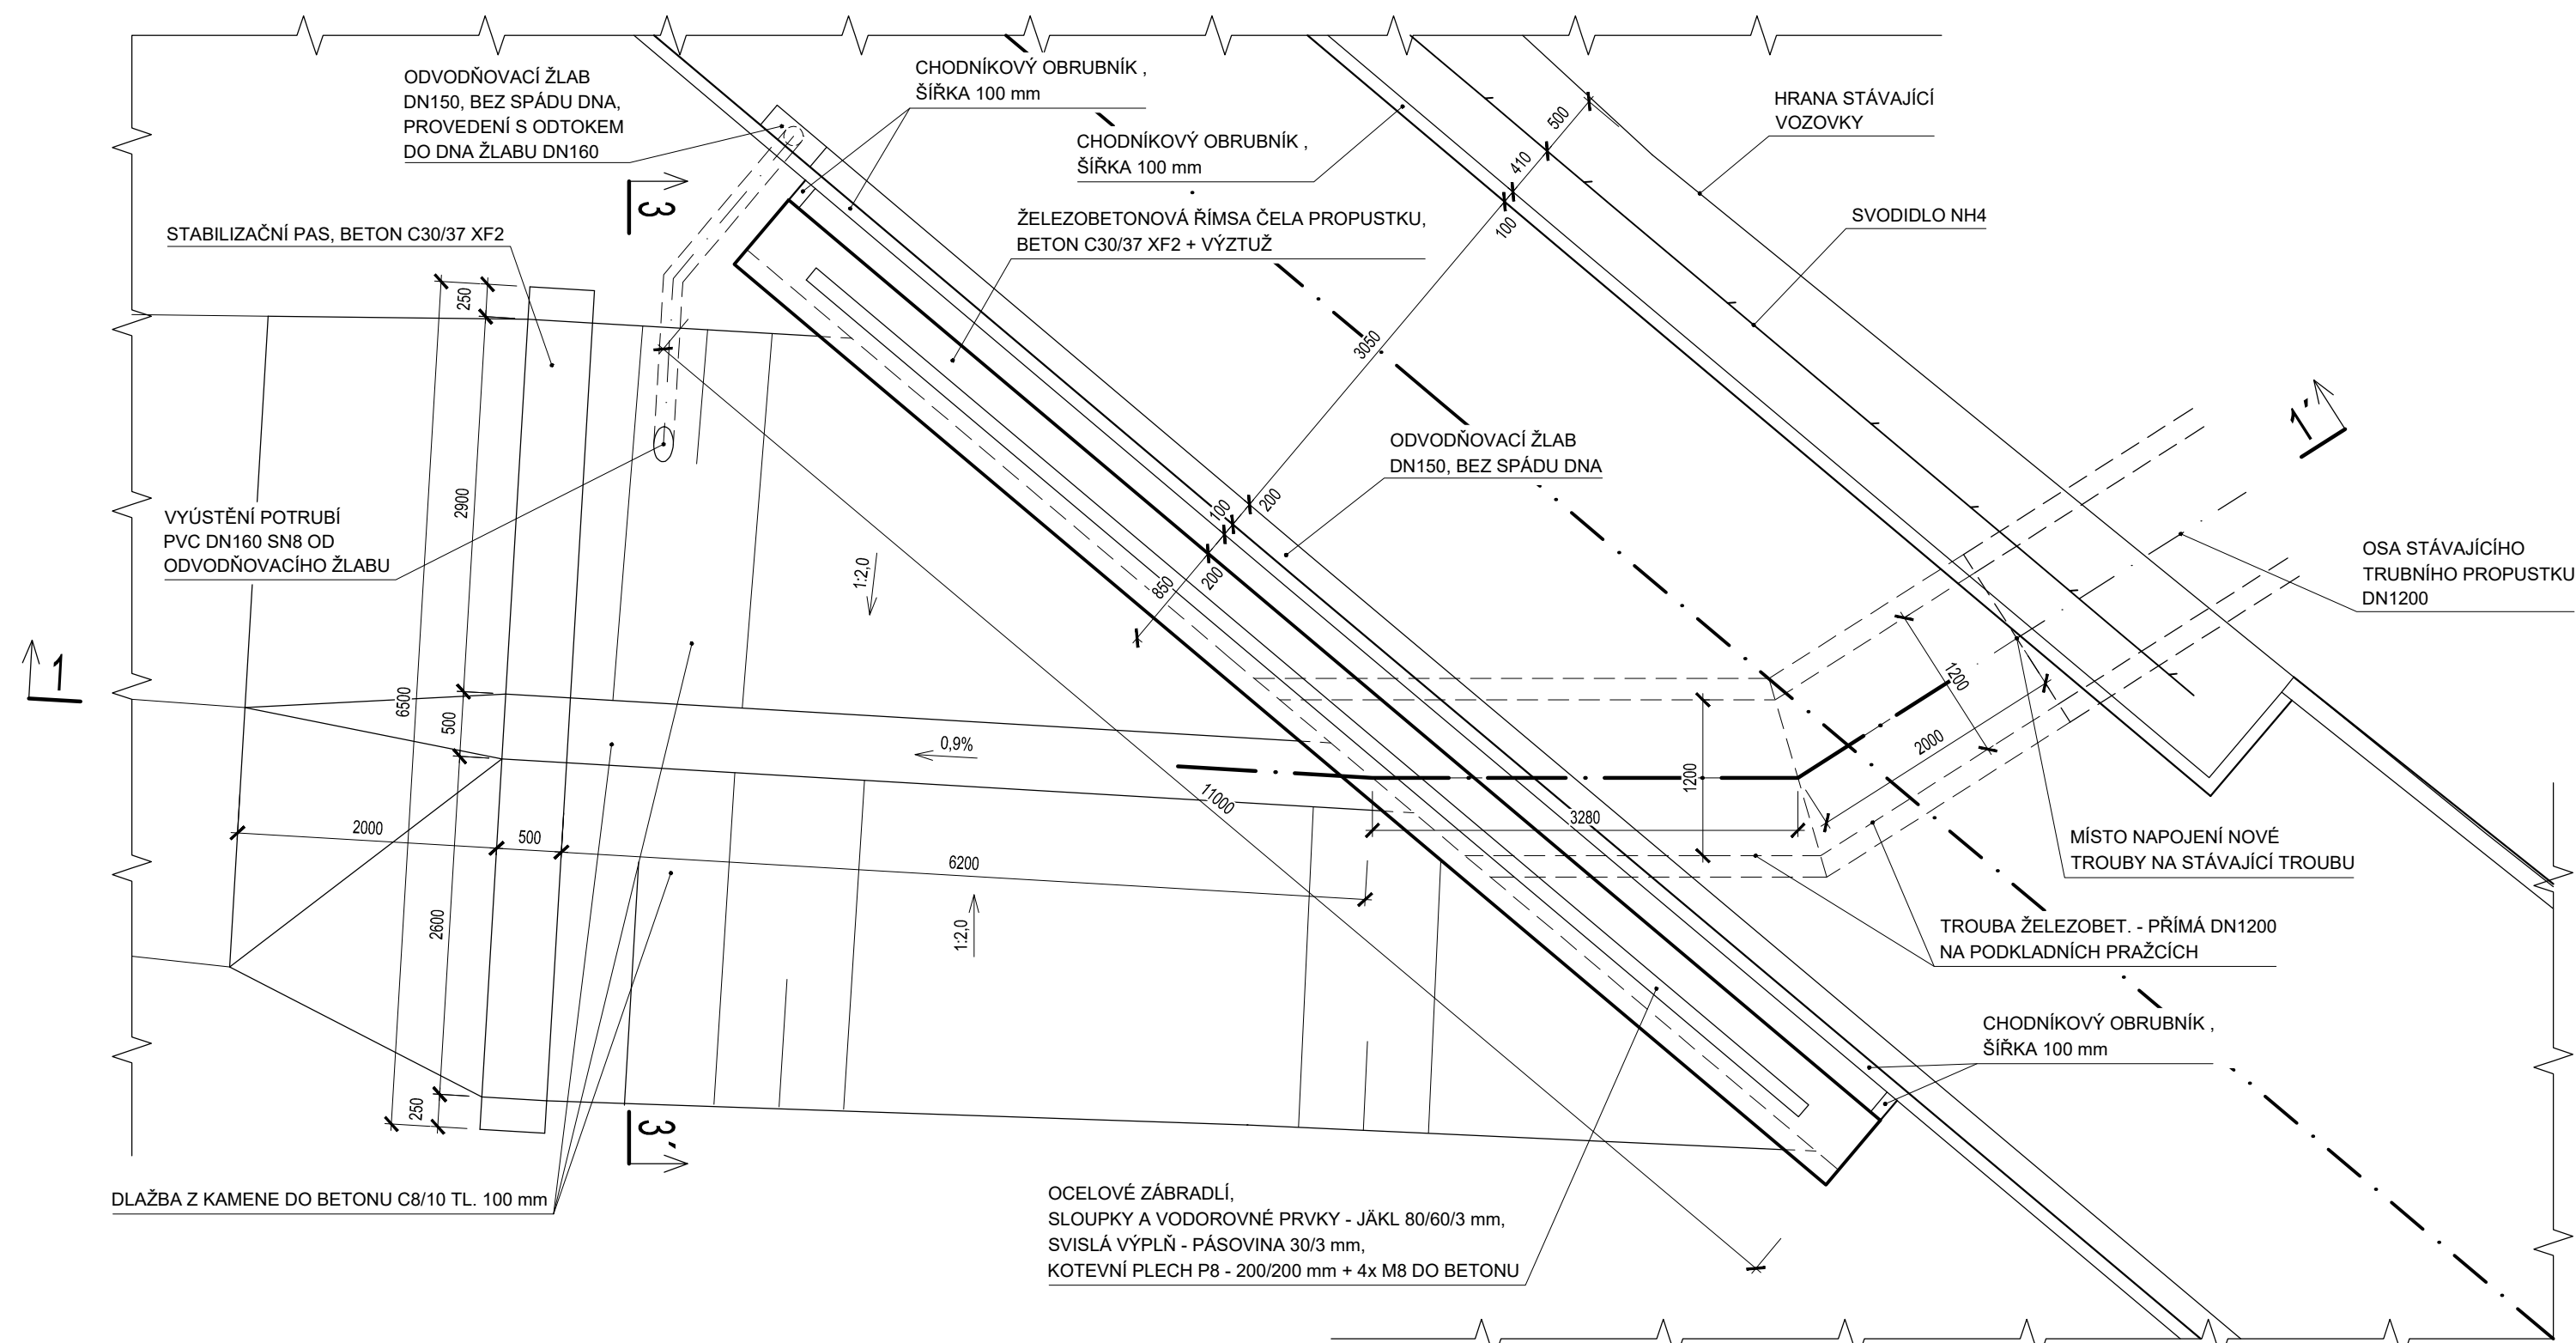 ODVODŇOVACÍ ŽLAB
DN150, BEZ SPÁDU DNA,
PROVEDENÍ S ODTOKEM
DO DNA ŽLABU DN160
CHODNÍKOVÝ OBRUBNÍK ,
ŠÍŘKA 100 mm
CHODNÍKOVÝ OBRUBNÍK ,
ŠÍŘKA 100 mm
HRANA STÁVAJÍCÍ
VOZOVKY
SVODIDLO NH4
STABILIZAČNÍ PAS, BETON C30/37 XF2
ŽELEZOBETONOVÁ ŘÍMSA ČELA PROPUSTKU,
BETON C30/37 XF2 + VÝZTUŽ
3
500
410
100
3050
250
2900
6500
500
2600
250
VYÚSTĚNÍ POTRUBÍ
PVC DN160 SN8 OD
ODVODŇOVACÍHO ŽLABU
ODVODŇOVACÍ ŽLAB
DN150, BEZ SPÁDU DNA
100
200
200
850
1:2,0
1
1´
OSA STÁVAJÍCÍHO
TRUBNÍHO PROPUSTKU
DN1200
0,9%
1200
1200
2000
11000
3280
2000
500
6200
1:2,0
MÍSTO NAPOJENÍ NOVÉ
TROUBY NA STÁVAJÍCÍ TROUBU
TROUBA ŽELEZOBET. - PŘÍMÁ DN1200
NA PODKLADNÍCH PRAŽCÍCH
CHODNÍKOVÝ OBRUBNÍK ,
ŠÍŘKA 100 mm
3´
DLAŽBA Z KAMENE DO BETONU C8/10 TL. 100 mm
OCELOVÉ ZÁBRADLÍ,
SLOUPKY A VODOROVNÉ PRVKY - JÄKL 80/60/3 mm,
SVISLÁ VÝPLŇ - PÁSOVINA 30/3 mm,
KOTEVNÍ PLECH P8 - 200/200 mm + 4x M8 DO BETONU